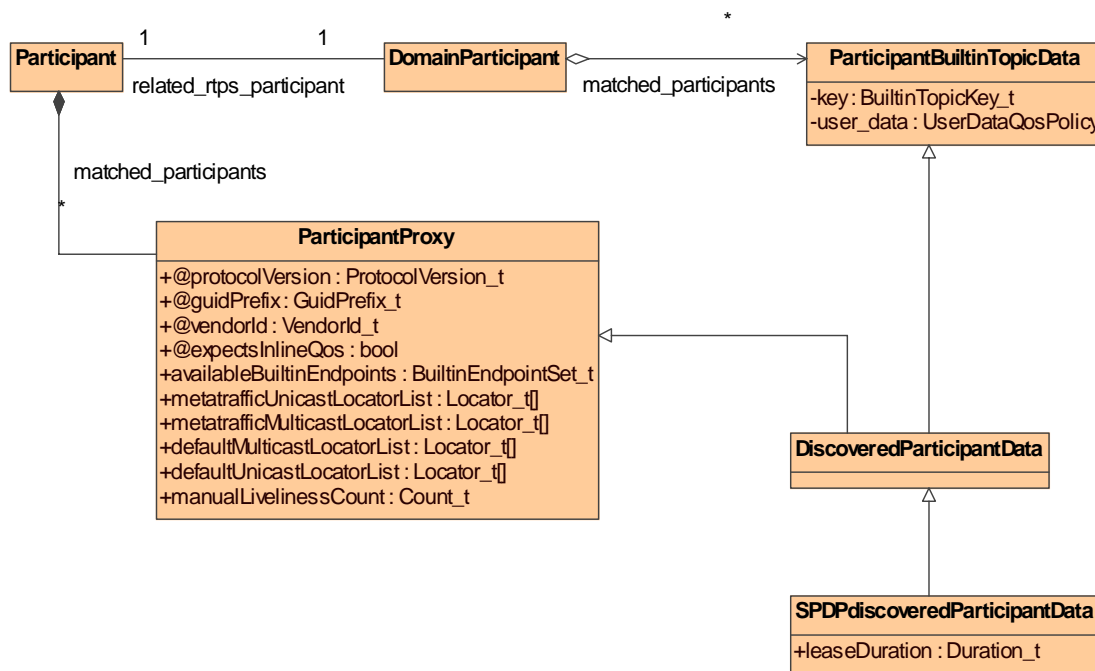 *
1
1
Participant
DomainParticipant
ParticipantBuiltinTopicData
related_rtps_participant
matched_participants
-key : BuiltinTopicKey_t
-user_data : UserDataQosPolicy
matched_participants
*
ParticipantProxy
+@protocolVersion : ProtocolVersion_t
+@guidPrefix : GuidPrefix_t
+@vendorId : VendorId_t
+@expectsInlineQos : bool
+availableBuiltinEndpoints : BuiltinEndpointSet_t
+metatrafficUnicastLocatorList : Locator_t[]
+metatrafficMulticastLocatorList : Locator_t[]
+defaultMulticastLocatorList : Locator_t[]
+defaultUnicastLocatorList : Locator_t[]
+manualLivelinessCount : Count_t
DiscoveredParticipantData
SPDPdiscoveredParticipantData
+leaseDuration : Duration_t